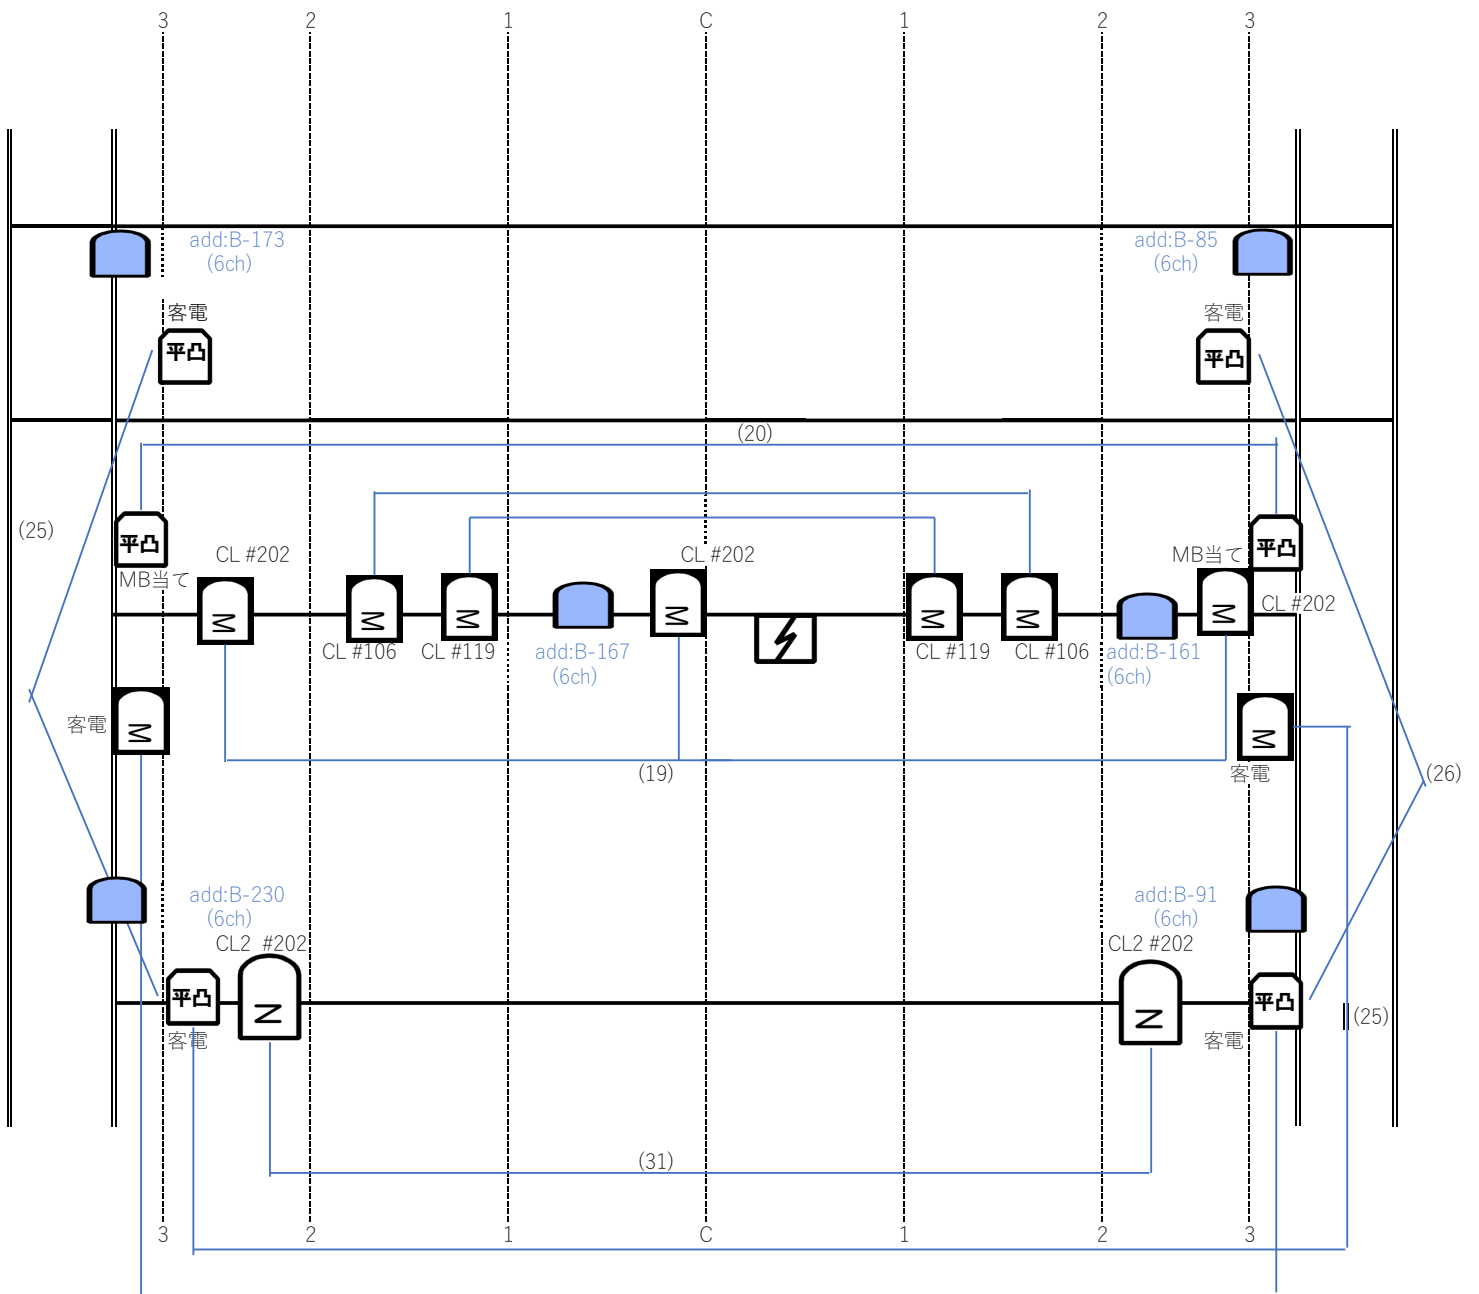 3 2 1 C 1 2 3
add:B-173
(6ch)
add:B-85
(6ch)
客電
客電
平凸
平凸
(20)
(25)
平凸
平凸
CL #202
CL #202
MB当て
MB当て
CL #202
M
M
M
M
M
M
M
CL #106
CL #119
add:B-167
(6ch)
CL #119
CL #106
add:B-161
(6ch)
客電
M
M
客電
(19)
(26)
add:B-230
(6ch)
add:B-91
(6ch)
CL2 #202
CL2 #202
平凸
N
N
平凸
(25)
客電
客電
(31)
3 2 1 C 1 2 3